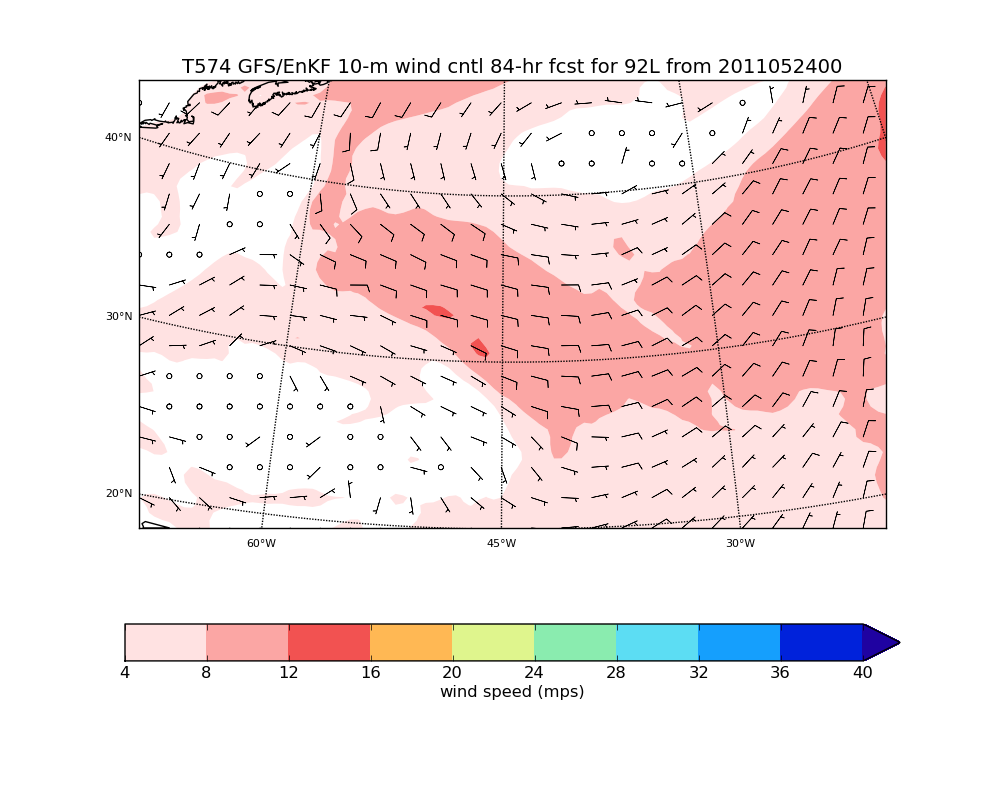 T574 GFS/EnKF 10-m wind cntl 84-hr fcst for 92L from 2011052400
40°N
30°N
20°N
60°W 45°W 30°W
4 8 12 16 20 24 28 32 36 40
wind speed (mps)